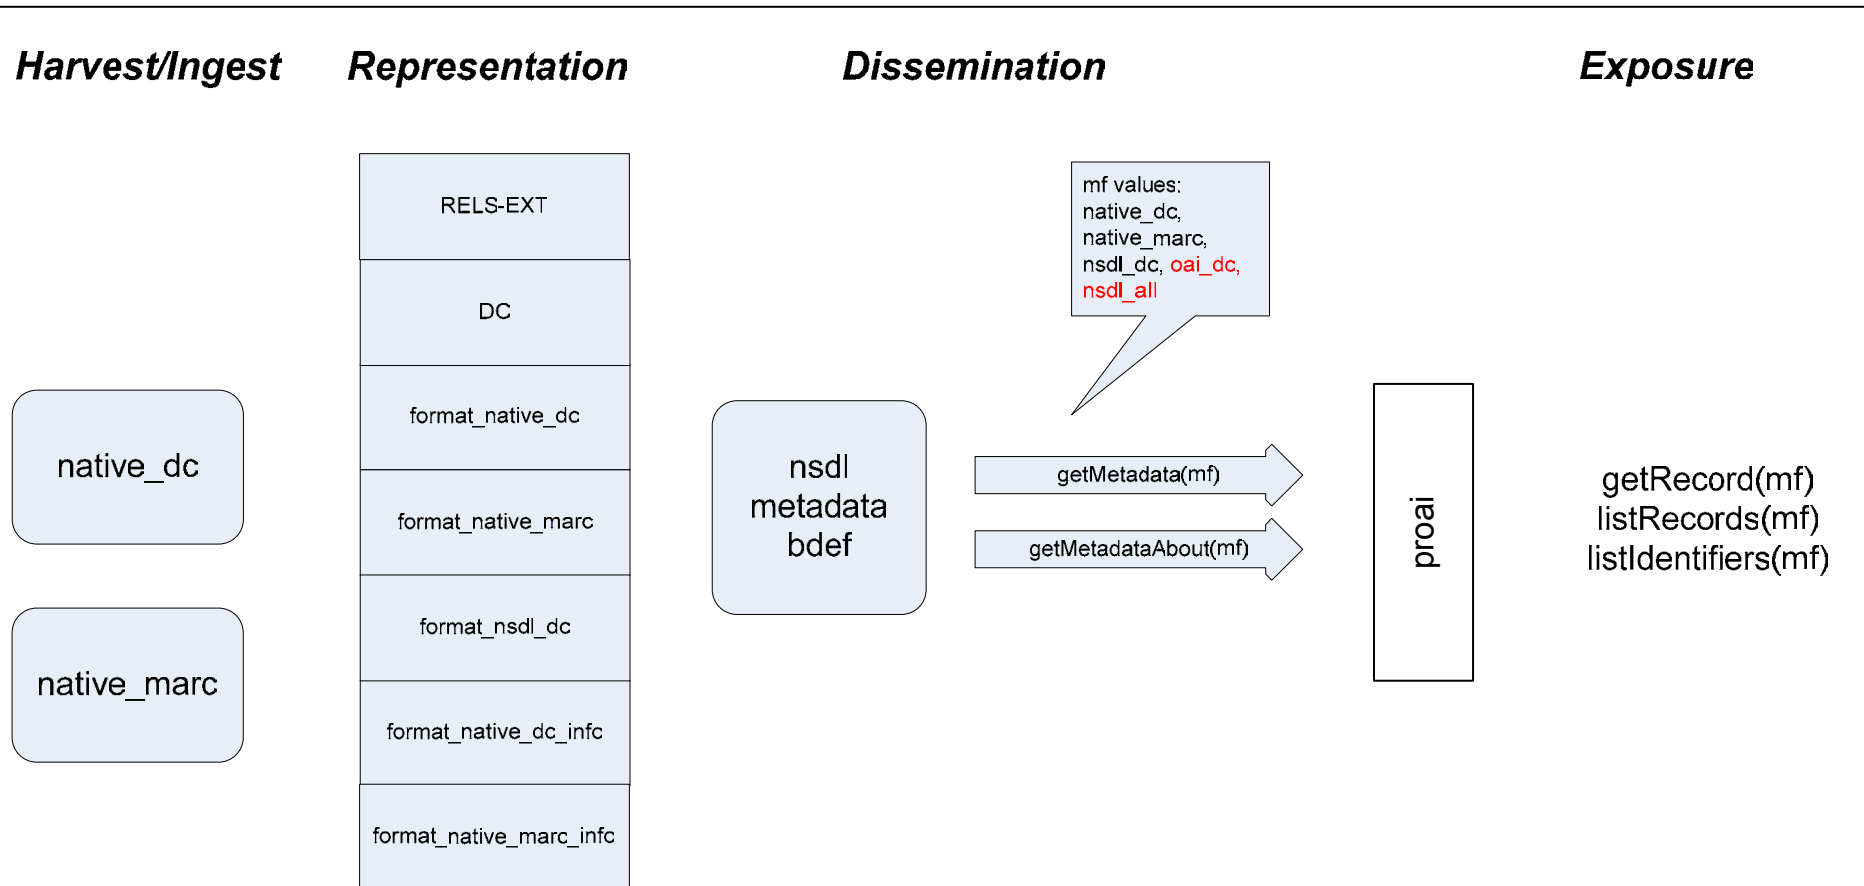 Harvest/Ingest
Representation
Dissemination
Exposure
RELS-EXT
DC
format_native_dc
format_native_marc
format_nsdl_dc
format_native_dc_infc
format_native_marc_infc
native_dc
native_marc
nsdl
metadata
bdef
mf values:
native_dc,
native_marc,
nsdl_dc, oai_dc,
nsdl_all
getMetadata(mf)
getMetadataAbout(mf)
proai
getRecord(mf)
listRecords(mf)
listIdentifiers(mf)